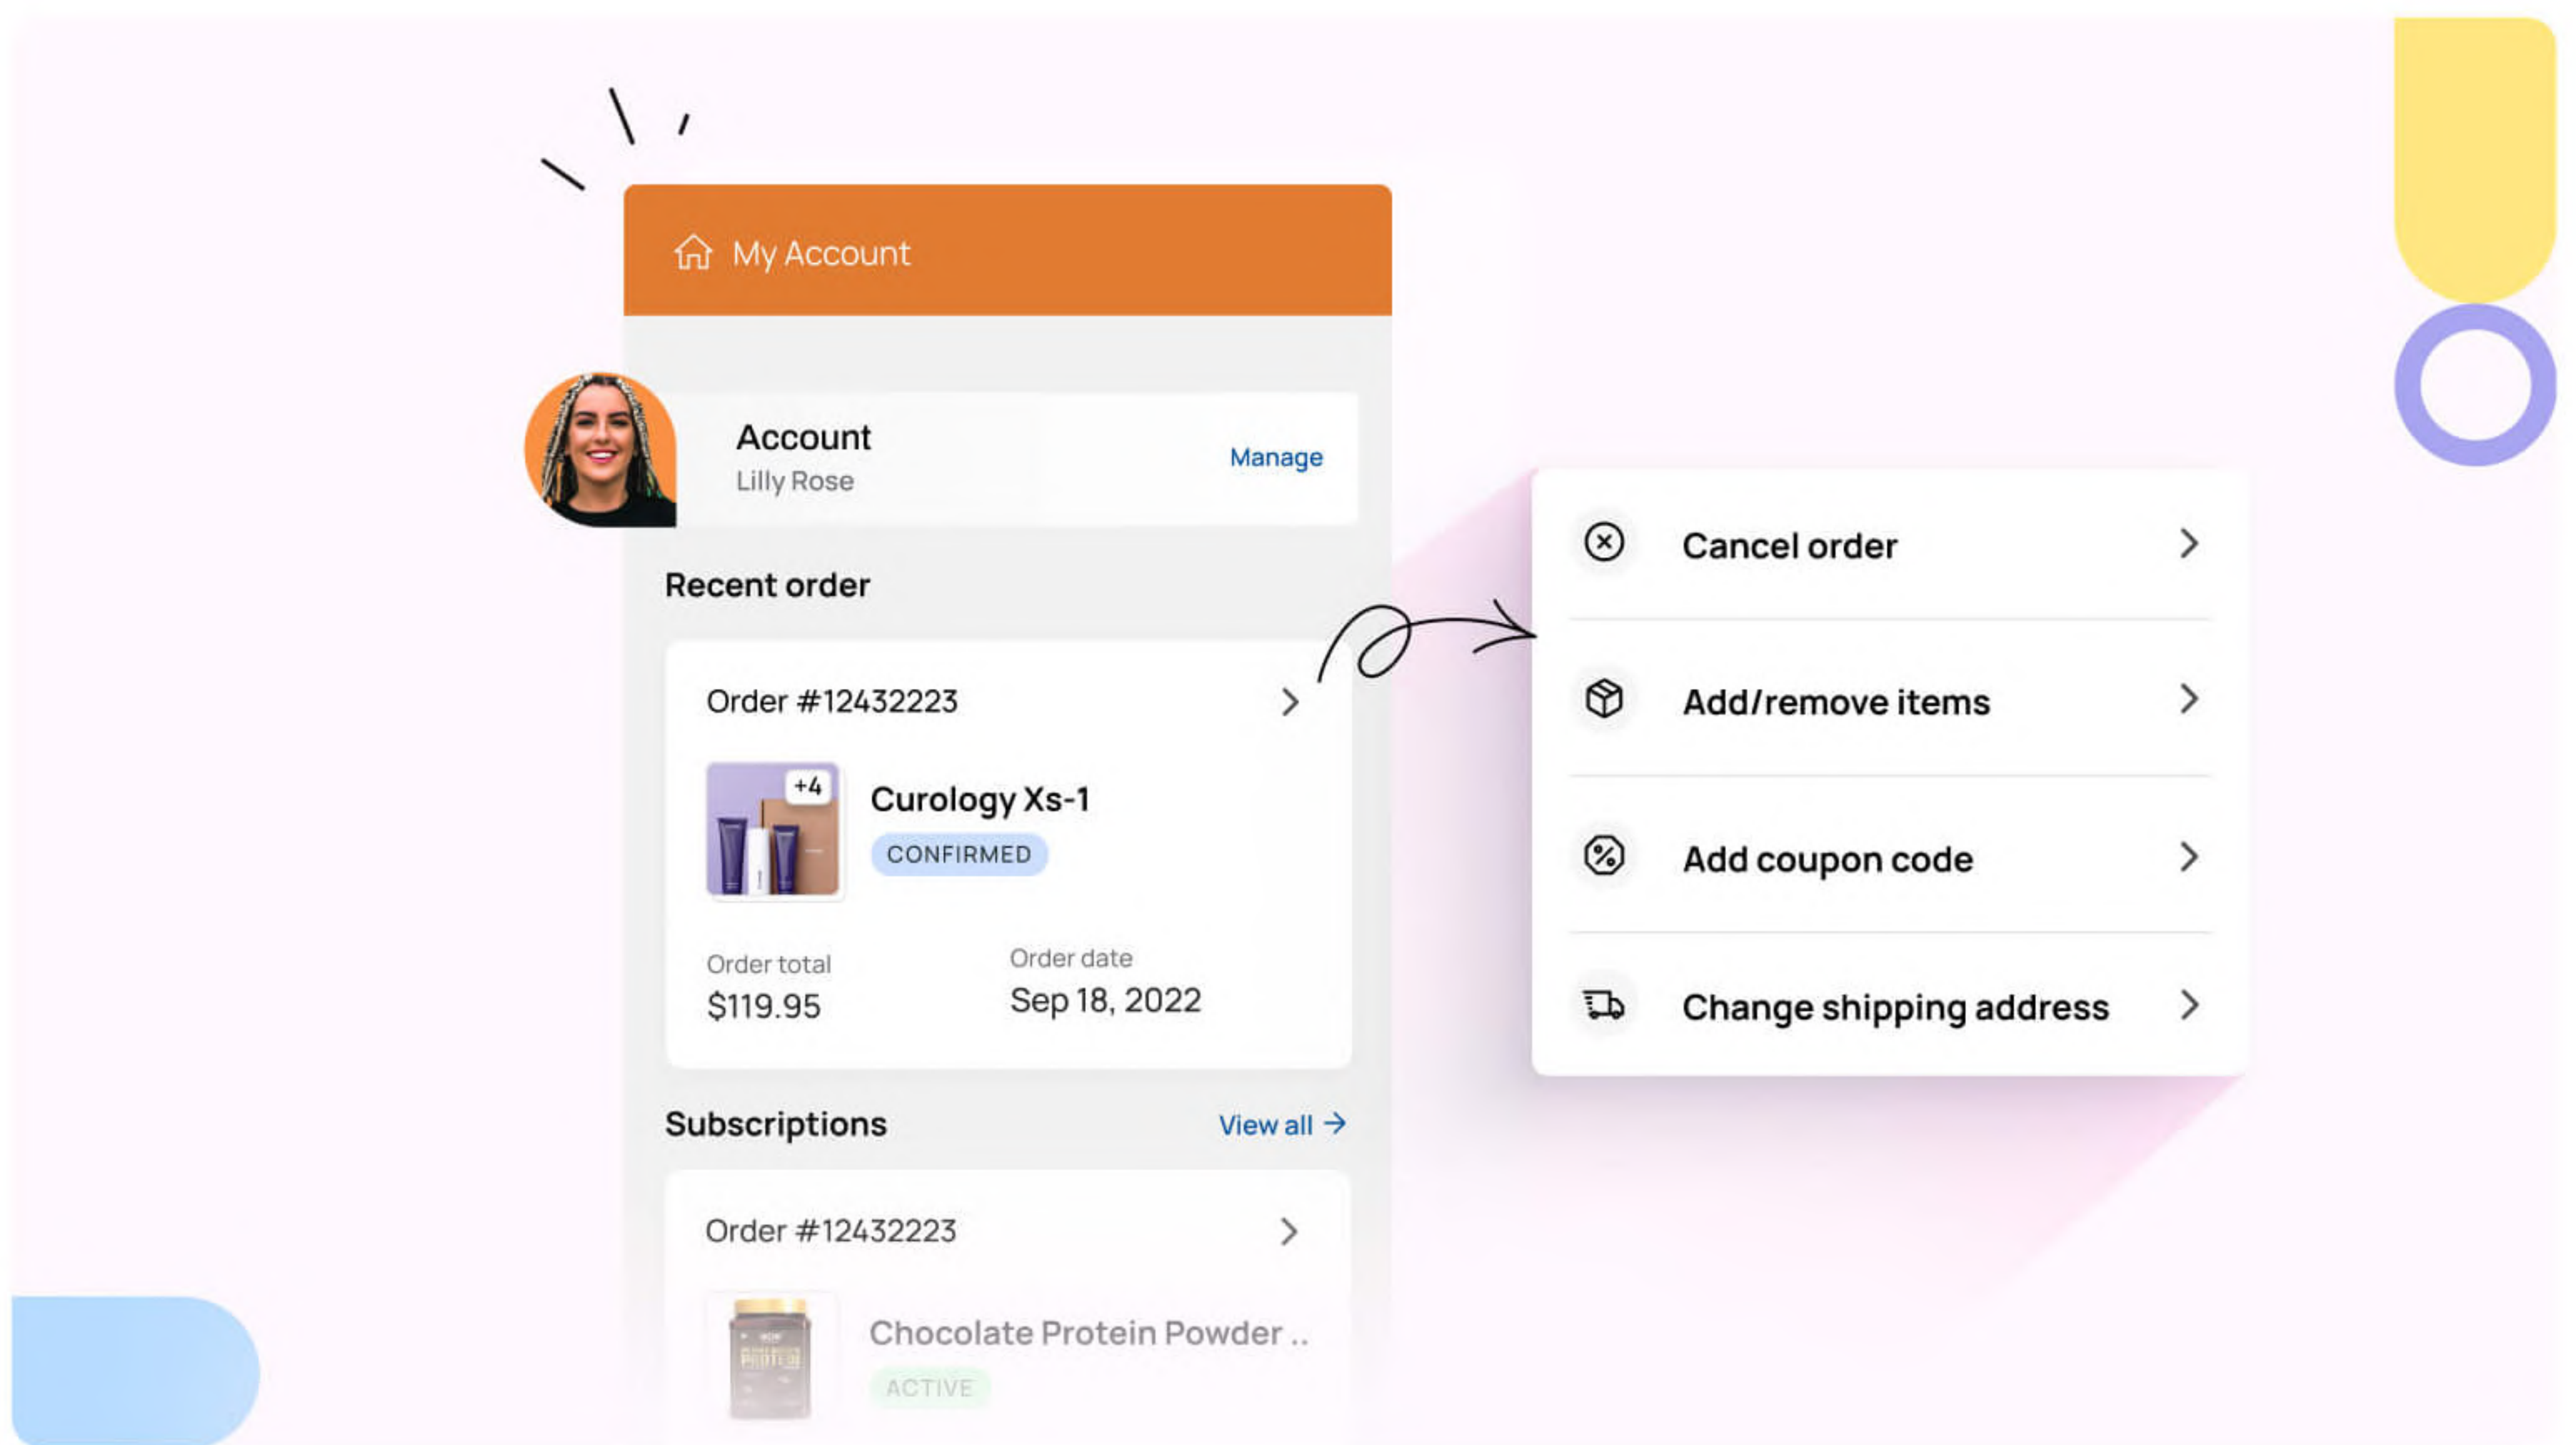 My Account
Account
Lilly Rose
Manage
Recent order
Order #12432223
+4
Curology Xs-1
CONFIRMED
Order total
$119.95
Order date
Sep 18, 2022
Subscriptions
View all
Order #12432223
Chocolate Protein Powder ..
PROTEIN
ACTIVE
Cancel order
Add/remove items
Add coupon code
Change shipping address